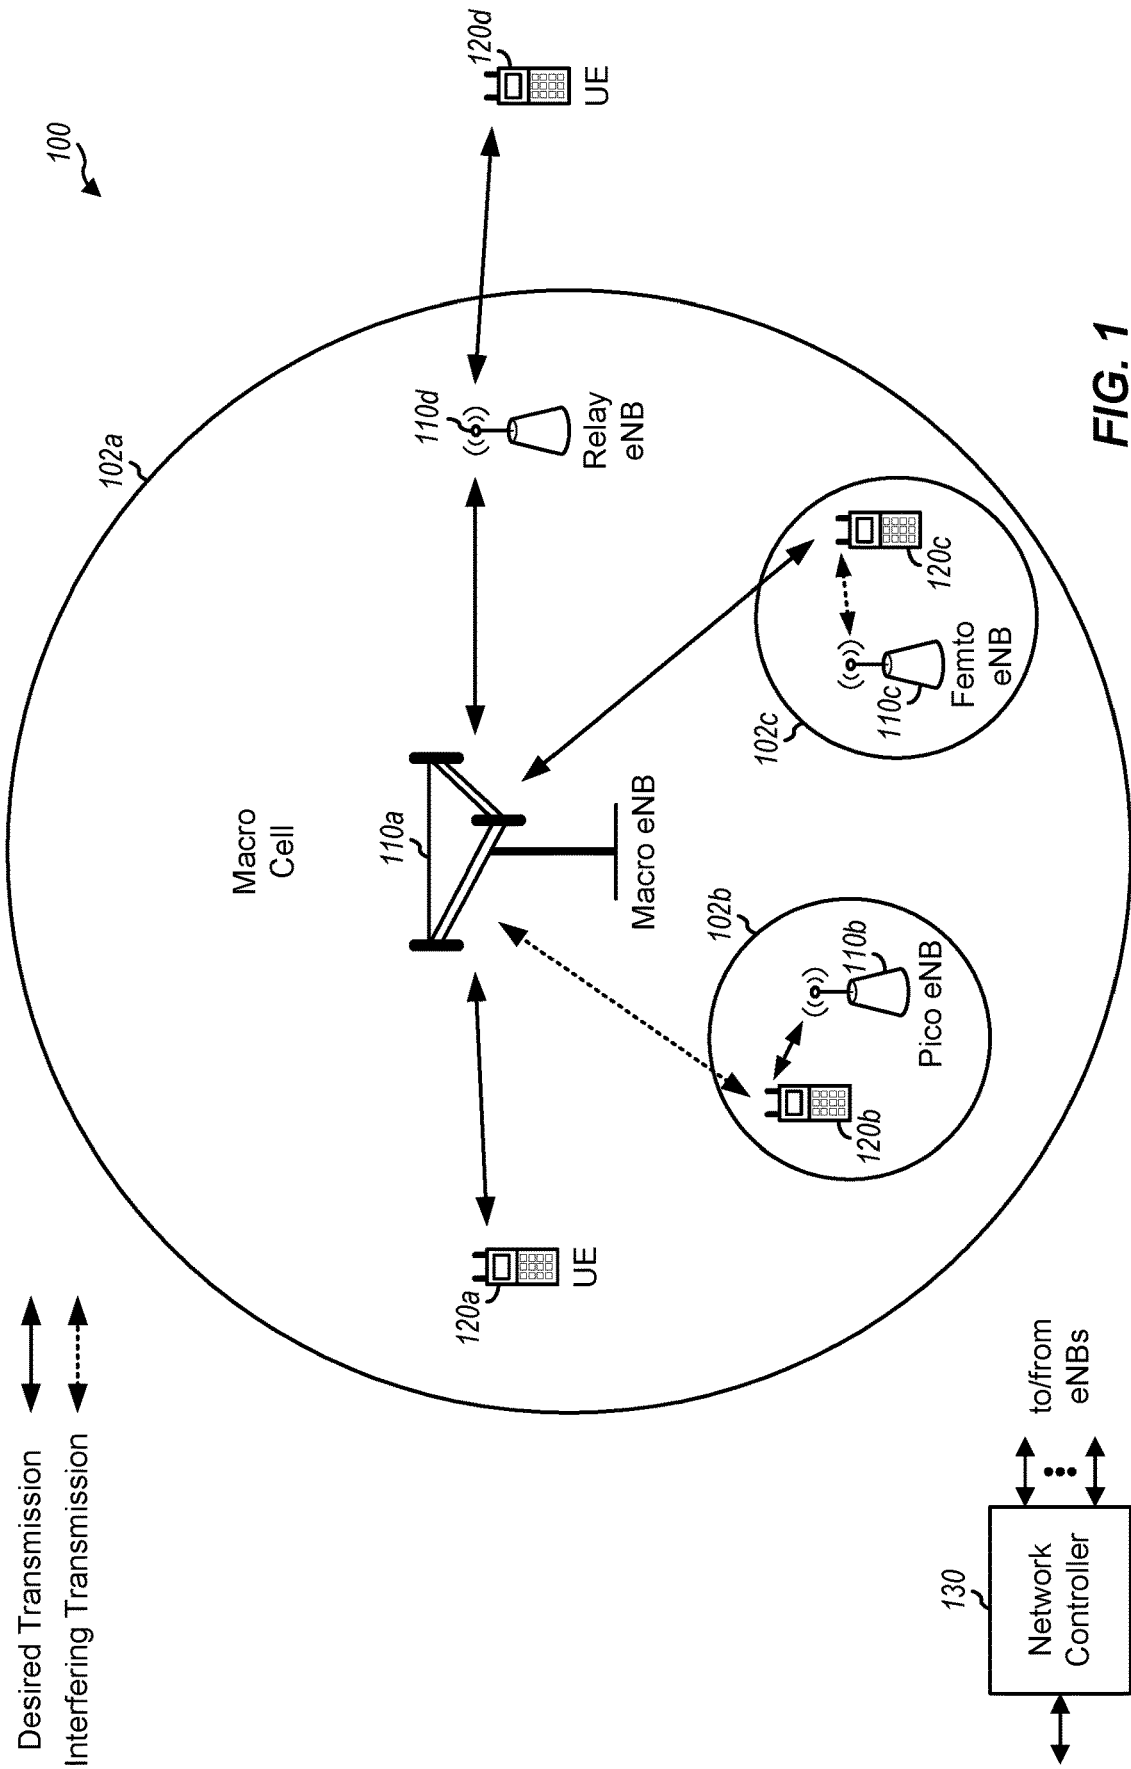 Desired Transmission
Interfering Transmission
100
102a
Macro
Cell
110a
Macro eNB
120a
UE
110d
Relay
eNB
120d
UE
102b
110b
Pico eNB
120b
102c
110c
Femto
eNB
120c
130
Network
Controller
to/from
eNBs
FIG. 1